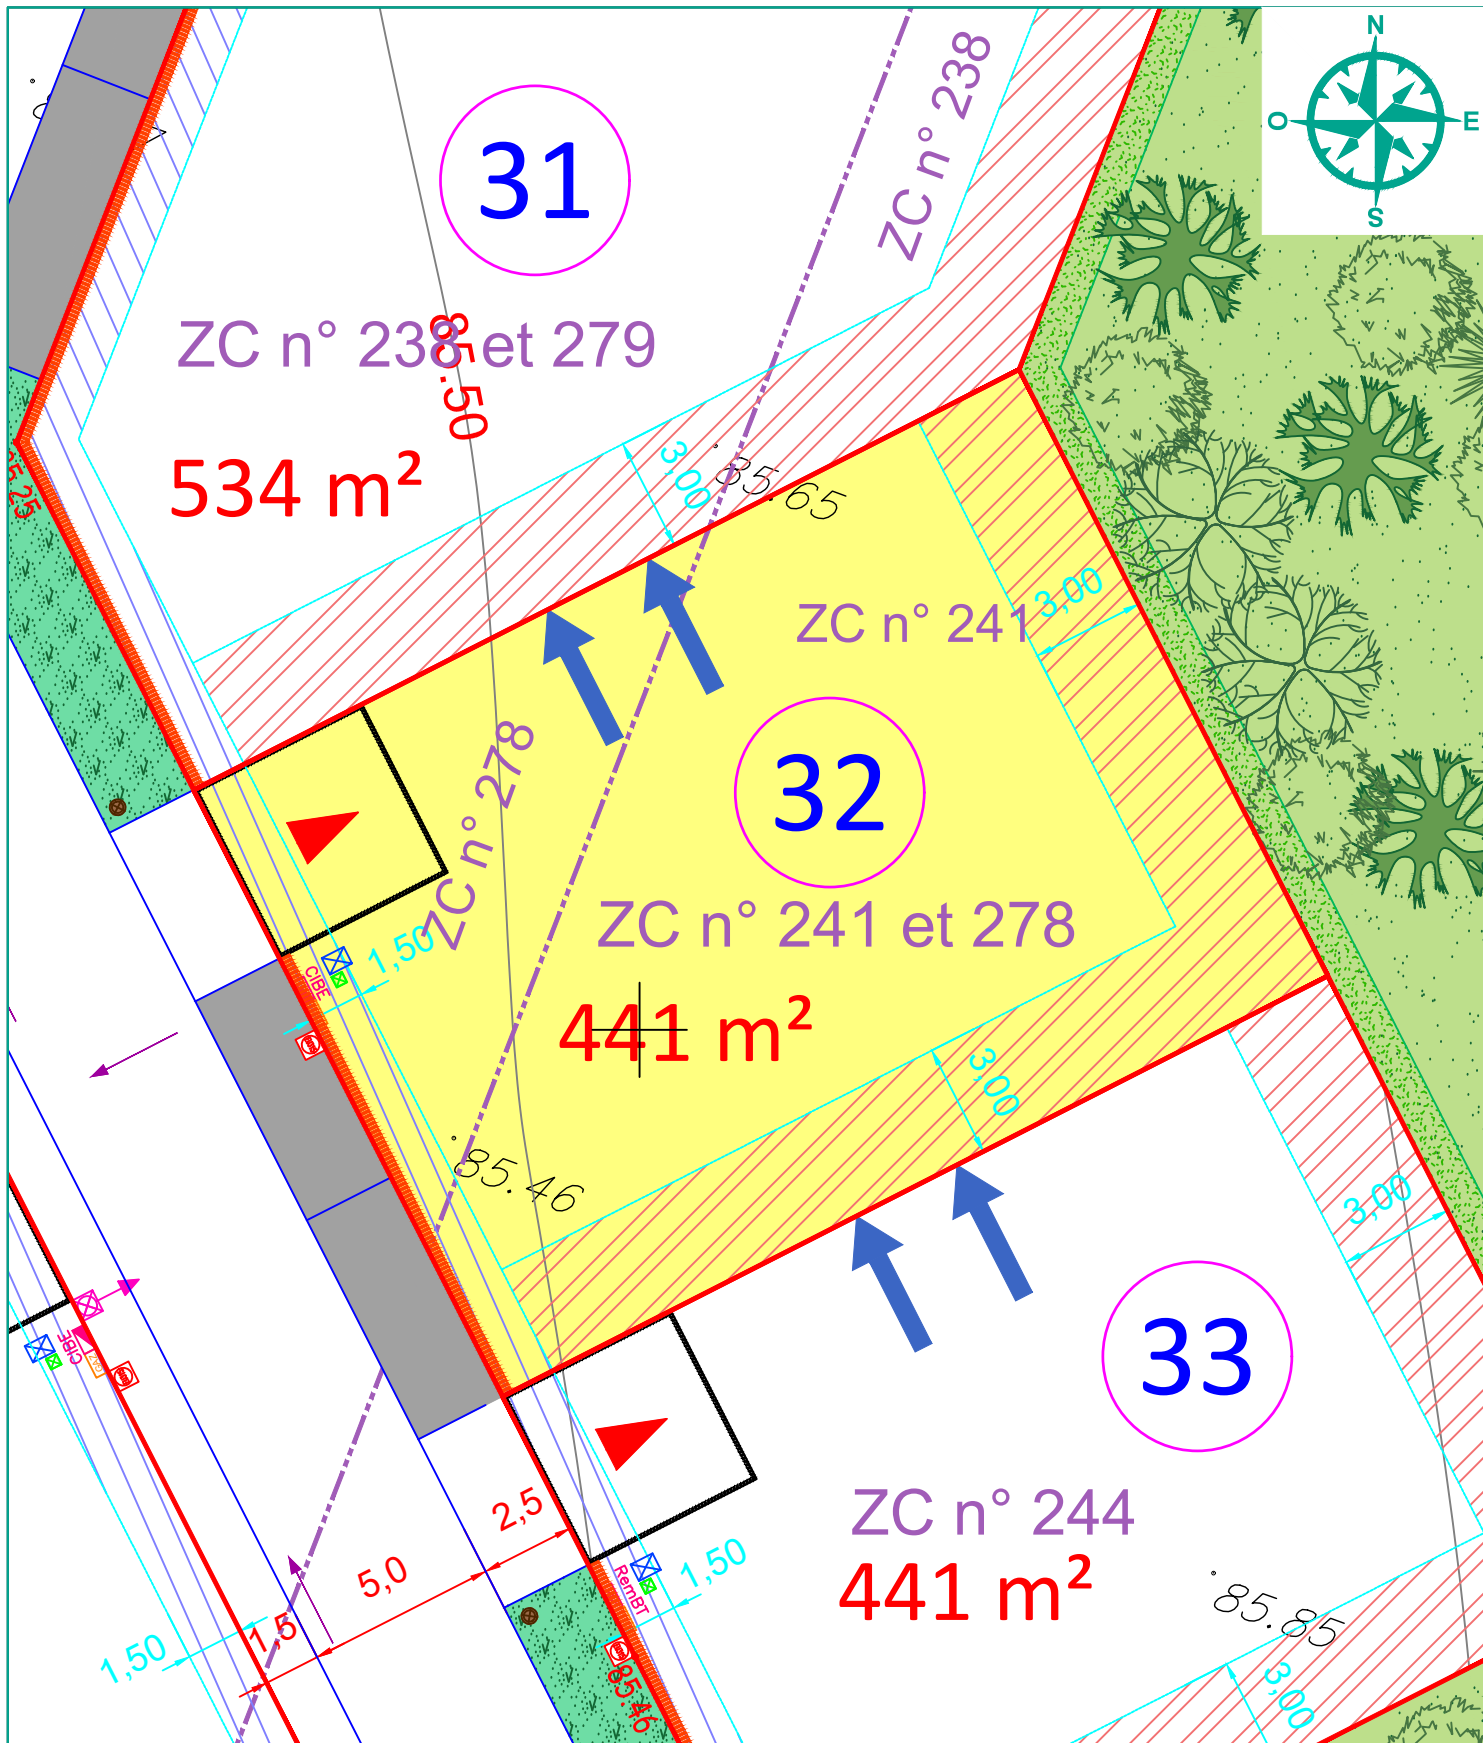 N
O
E
S
31
ZC n° 238
ZC n° 238 et 279
85.50
534 m²
85.25
3,00
85.65
3,00
ZC n° 241
ZC n° 278
32
ZC n° 241 et 278
1,50
CIBE
441 m²
3,00
85.46
3,00
CIBE
33
2,5
ZC n° 244
5,0
RemBT
1,50
441 m²
85.85
1,5
1,50
85.46
3,00